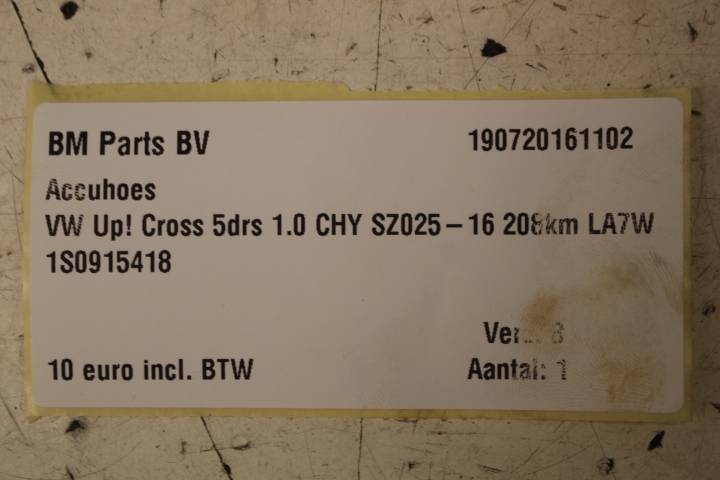 BM Parts BV 190720161102
Accuhoes
VW Up! Cross 5drs 1.0 CHY SZ025 – 16 208km LA7W
1S0915418
8
10 euro incl. BTW Aantal: 1